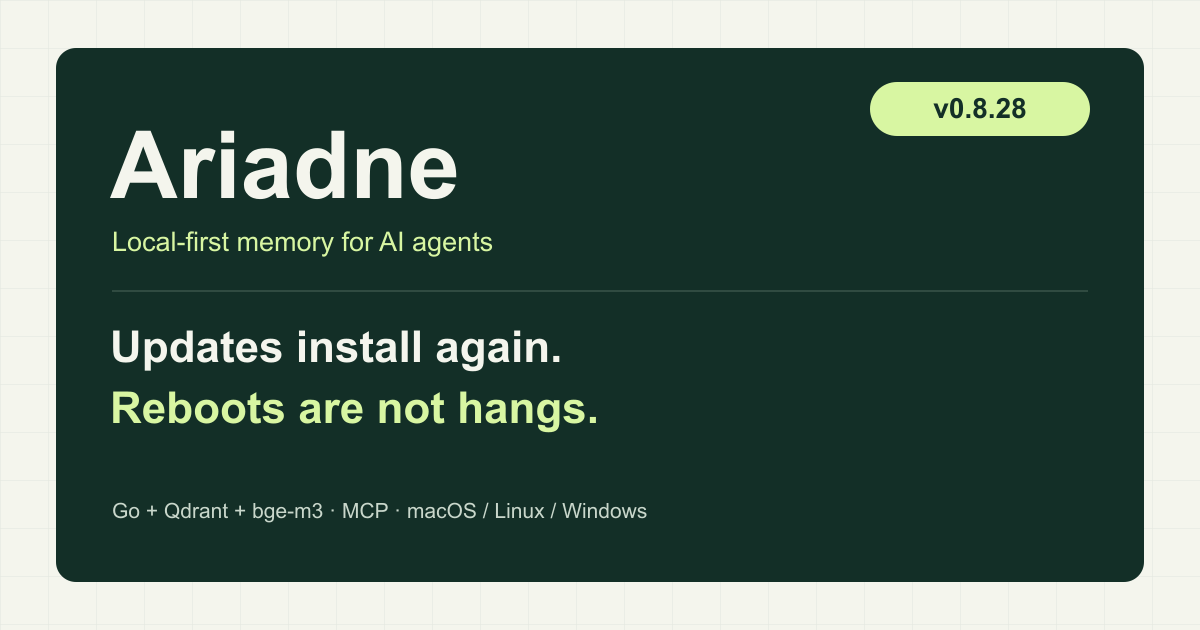 v0.8.28
Ariadne
Local-first memory for AI agents
Updates install again.
Reboots are not hangs.
Go + Qdrant + bge-m3 · MCP · macOS / Linux / Windows